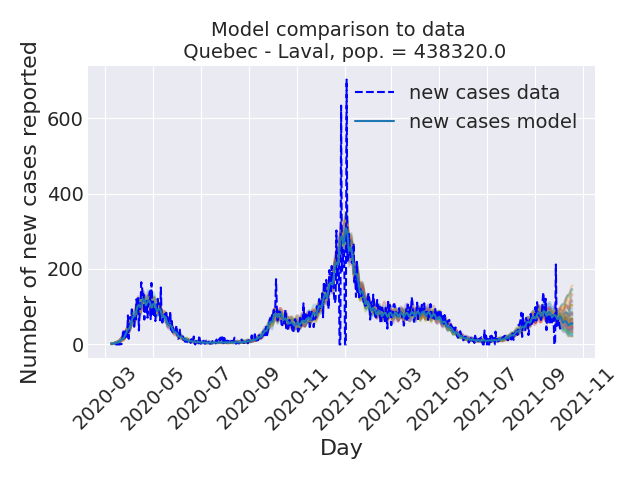 Model comparison to data
Quebec - Laval, pop. = 438320.0
Number of new cases reported
600
400
200
0
new cases data
new cases model
2020-03
2020-05
2020-07
2020-09
2020-11
2021-01
2021-03
2021-05
2021-07
2021-09
2021-11
Day